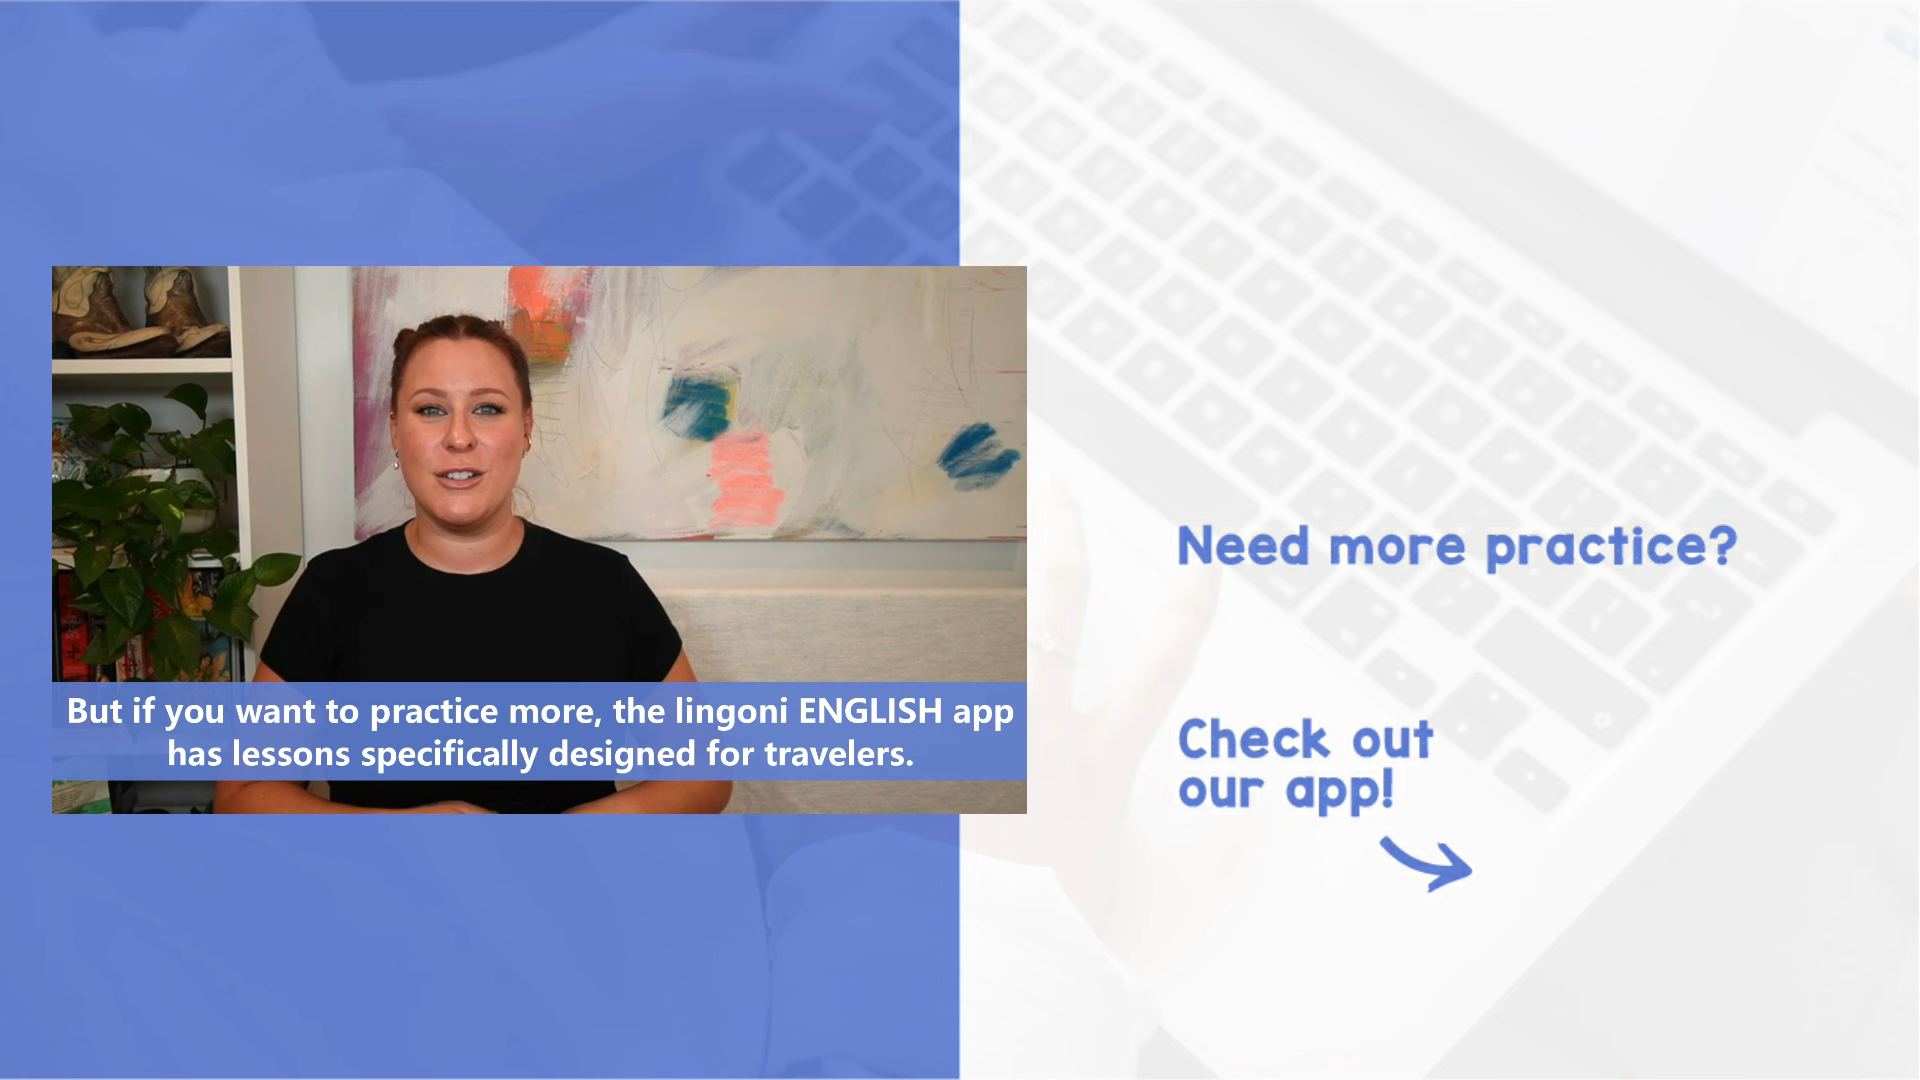 But if you want to practice more, the lingoni ENGLISH app
has lessons specifically designed for travelers.
Need more practice?
Check out
our app!